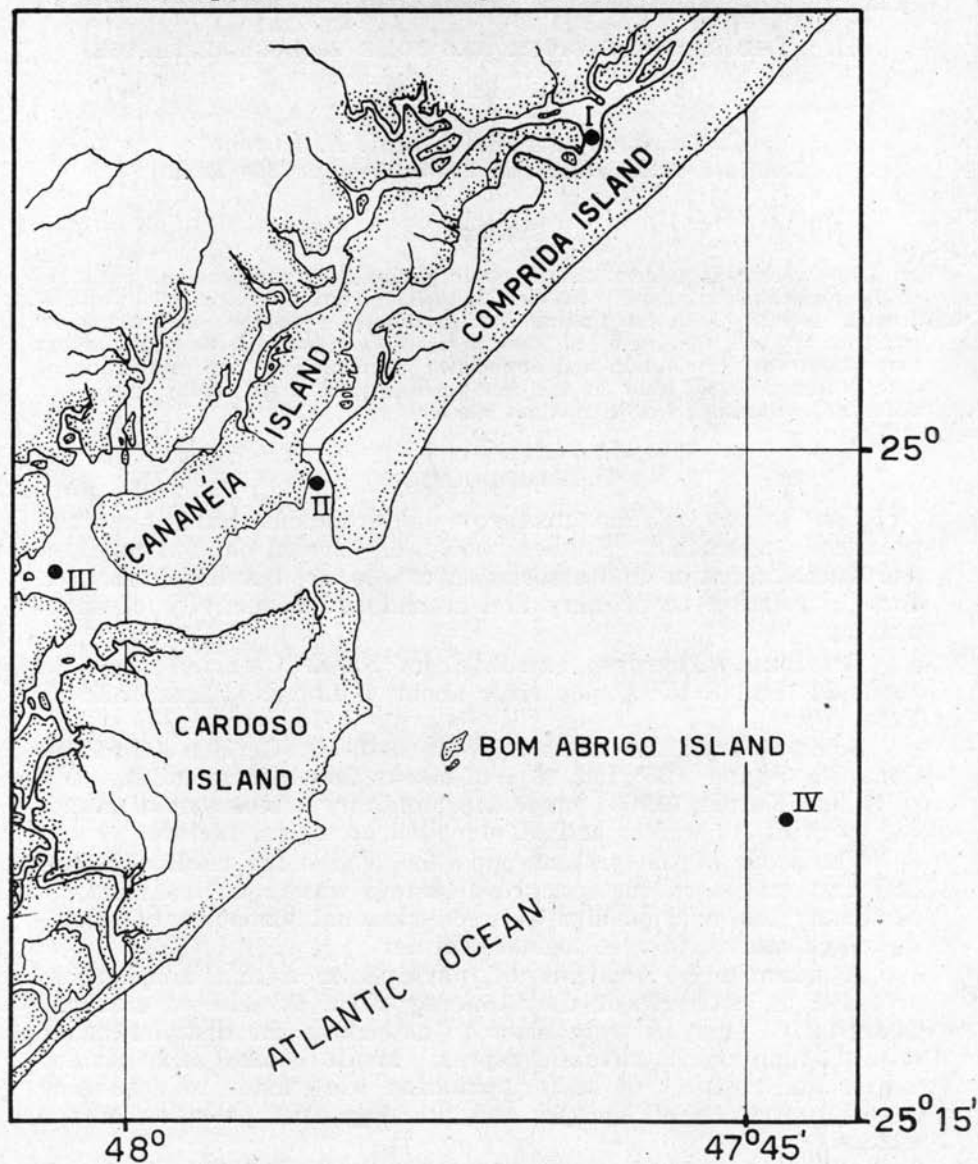 I
COMPRIDA ISLAND
ISLAND
25°
CANANÉIA
II
III
CARDOSO
ISLAND
BOM ABRIGO ISLAND
IV
ATLANTIC OCEAN
25°15'
48°
47°45'